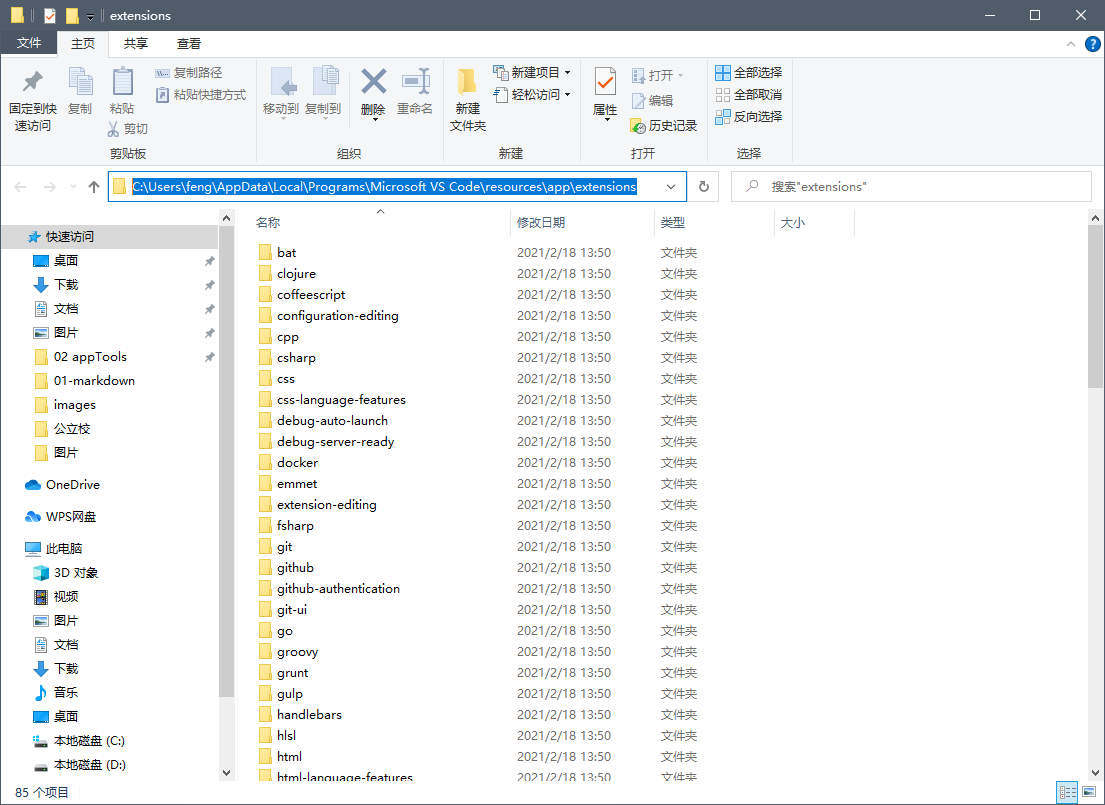 extensions
文件 主页 共享 查看
固定到快速访问
复制
粘贴
复制路径
粘贴快捷方式
剪切
剪贴板
移动到
复制到
删除
重命名
组织
新建文件夹
新建项目
轻松访问
新建
属性
打开
编辑
历史记录
打开
全部选择
全部取消
反向选择
选择
C:\Users\feng\AppData\Local\Programs\Microsoft VS Code\resources\app\extensions
搜索"extensions"
快速访问
桌面
下载
文档
图片
02 appTools
01-markdown
images
公立校
图片
OneDrive
WPS网盘
此电脑
3D 对象
视频
图片
文档
下载
音乐
桌面
本地磁盘 (C:)
本地磁盘 (D:)
名称 修改日期 类型 大小
bat 2021/2/18 13:50 文件夹
clojure 2021/2/18 13:50 文件夹
coffeescript 2021/2/18 13:50 文件夹
configuration-editing 2021/2/18 13:50 文件夹
cpp 2021/2/18 13:50 文件夹
csharp 2021/2/18 13:50 文件夹
css 2021/2/18 13:50 文件夹
css-language-features 2021/2/18 13:50 文件夹
debug-auto-launch 2021/2/18 13:50 文件夹
debug-server-ready 2021/2/18 13:50 文件夹
docker 2021/2/18 13:50 文件夹
emmet 2021/2/18 13:50 文件夹
extension-editing 2021/2/18 13:50 文件夹
fsharp 2021/2/18 13:50 文件夹
git 2021/2/18 13:50 文件夹
github 2021/2/18 13:50 文件夹
github-authentication 2021/2/18 13:50 文件夹
git-ui 2021/2/18 13:50 文件夹
go 2021/2/18 13:50 文件夹
groovy 2021/2/18 13:50 文件夹
grunt 2021/2/18 13:50 文件夹
gulp 2021/2/18 13:50 文件夹
handlebars 2021/2/18 13:50 文件夹
hlsl 2021/2/18 13:50 文件夹
html 2021/2/18 13:50 文件夹
html-language-features 2021/2/18 13:50 文件夹
85 个项目